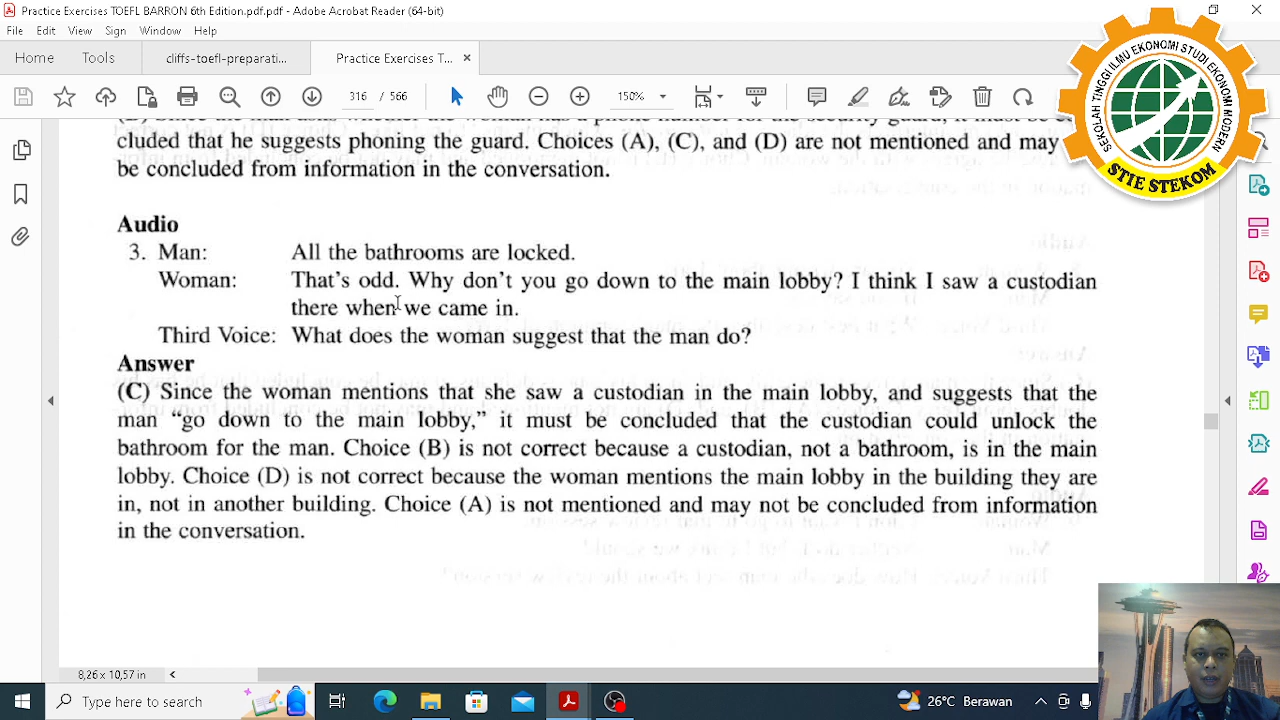 Practice Exercises TOEFL BARRON 6th Edition.pdf.pdf - Adobe Acrobat Reader (64-bit)
File Edit View Sign Window Help
Home Tools cliffs-toefl-preparati... Practice Exercises T... ×
316 / 566 150%
cluded that he suggests phoning the guard. Choices (A), (C), and (D) are not mentioned and may
be concluded from information in the conversation.
Audio
3. Man: All the bathrooms are locked.
Woman: That's odd. Why don't you go down to the main lobby? I think I saw a custodian
there when we came in.
Third Voice: What does the woman suggest that the man do?
Answer
(C) Since the woman mentions that she saw a custodian in the main lobby, and suggests that the
man “go down to the main lobby,” it must be concluded that the custodian could unlock the
bathroom for the man. Choice (B) is not correct because a custodian, not a bathroom, is in the main
lobby. Choice (D) is not correct because the woman mentions the main lobby in the building they are
in, not in another building. Choice (A) is not mentioned and may not be concluded from information
in the conversation.
8,26 x 10,57 in
Type here to search
26°C Berawan
SEKOLAH TINGGI ILMU EKONOMI STUDI EKONOMI MODERN
STIE STEKOM